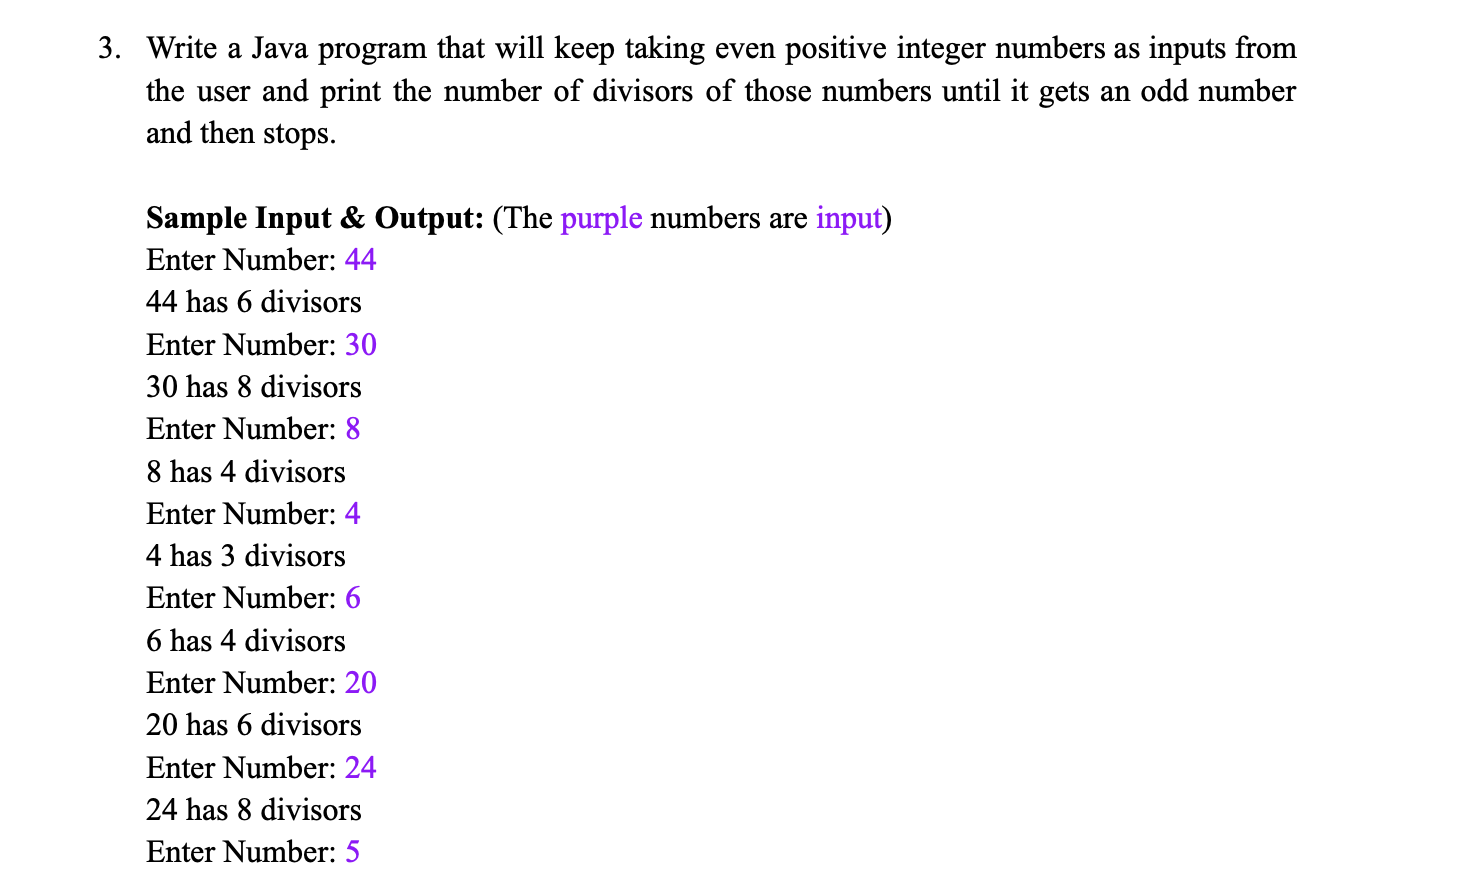 3. Write a Java program that will keep taking even positive integer numbers as inputs from
the user and print the number of divisors of those numbers until it gets an odd number
and then stops.
Sample Input & Output: (The purple numbers are input)
Enter Number: 44
44 has 6 divisors
Enter Number: 30
30 has 8 divisors
Enter Number: 8
8 has 4 divisors
Enter Number: 4
4 has 3 divisors
Enter Number: 6
6 has 4 divisors
Enter Number: 20
20 has 6 divisors
Enter Number: 24
24 has 8 divisors
Enter Number: 5